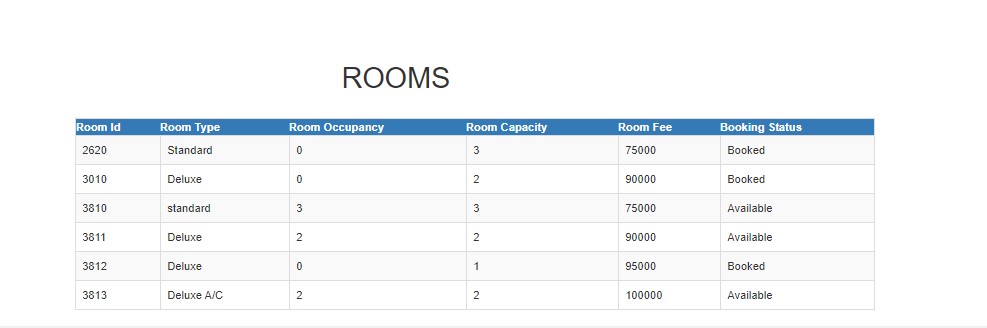 ROOMS
Room Id Room Type Room Occupancy Room Capacity Room Fee Booking Status
2620 Standard 0 3 75000 Booked
3010 Deluxe 0 2 90000 Booked
3810 standard 3 3 75000 Available
3811 Deluxe 2 2 90000 Available
3812 Deluxe 0 1 95000 Booked
3813 Deluxe A/C 2 2 100000 Available